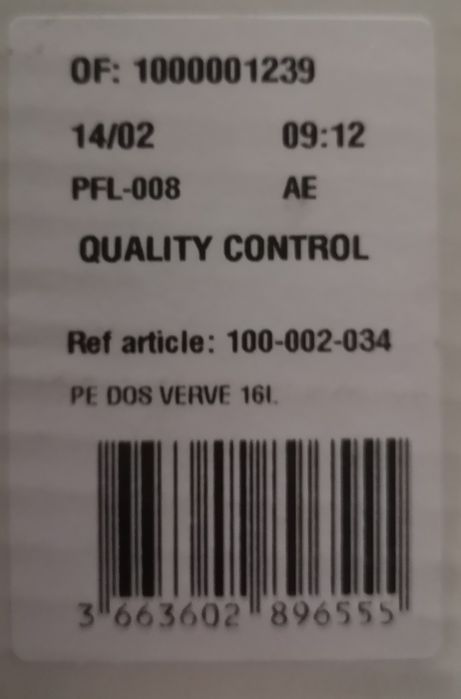 OF: 1000001239
14/02 09:12
PFL-008 AE
QUALITY CONTROL
Ref article: 100-002-034
PE DOS VERVE 16I.
3 663602 896555